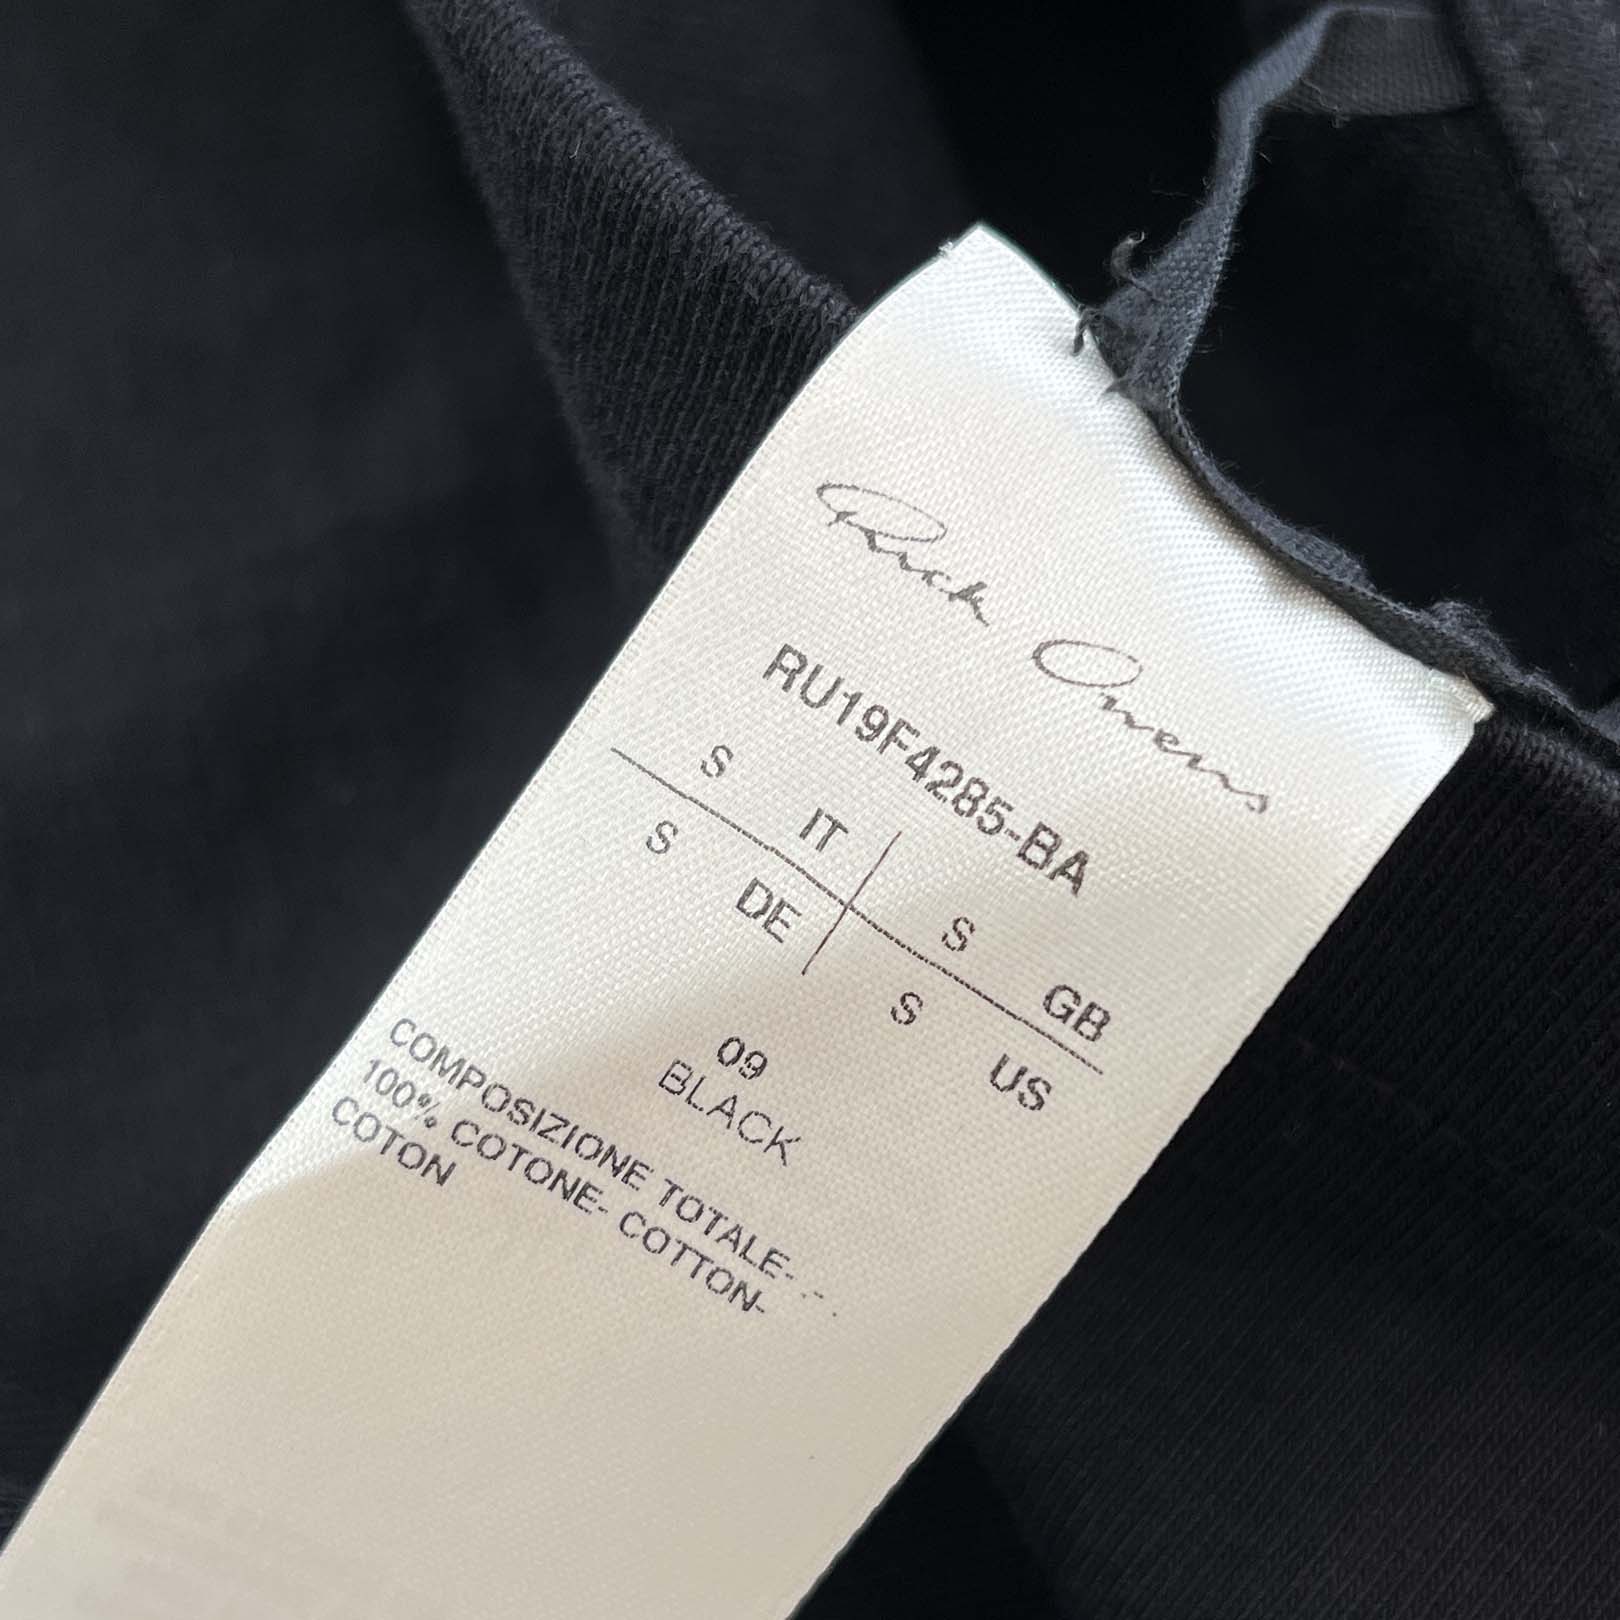 Rick Owens
RU19F4285-BA
S IT S GB
S DE S US
09
BLACK
COMPOSIZIONE TOTALE-
100% COTONE- COTTON-
COTON